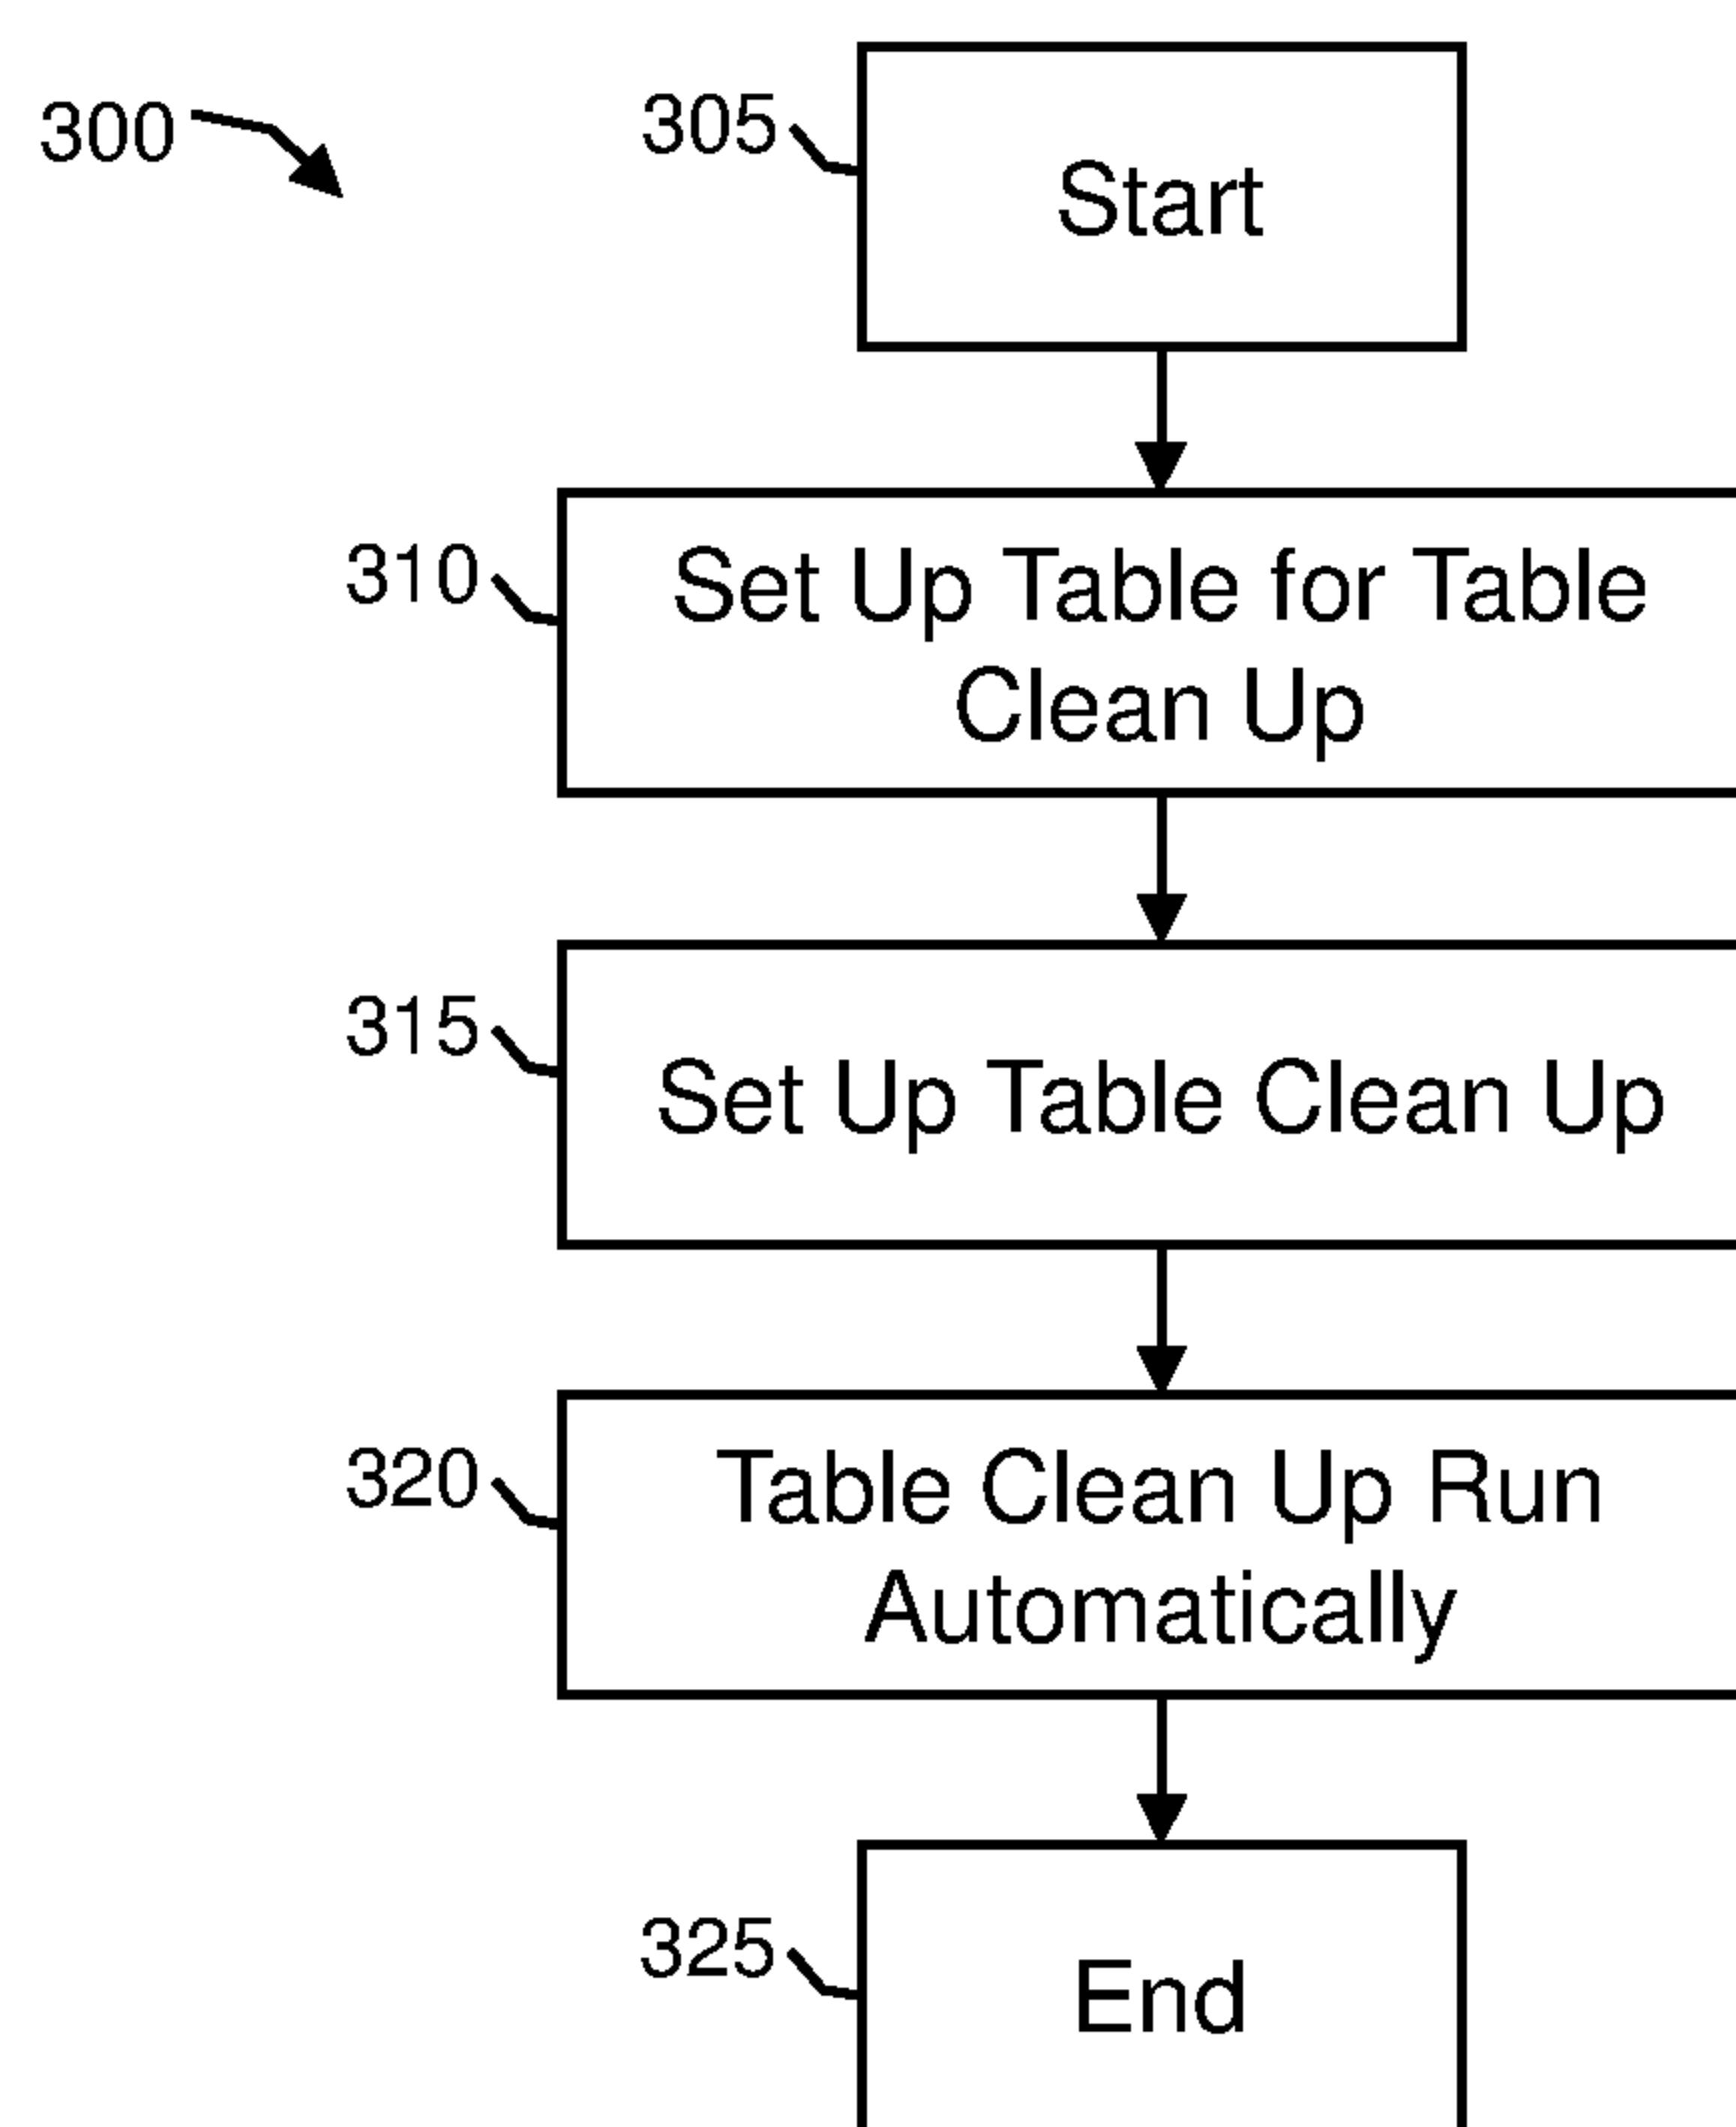 300
305
Start
310
Set Up Table for Table
Clean Up
315
Set Up Table Clean Up
320
Table Clean Up Run
Automatically
325
End